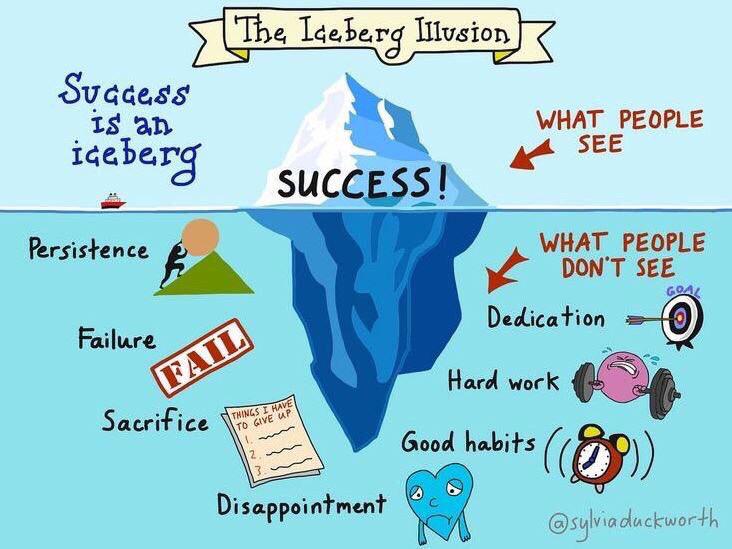 The Iceberg Illusion
Success
is an
iceberg
WHAT PEOPLE
SEE
SUCCESS!
WHAT PEOPLE
DON'T SEE
Persistence
Failure
FAIL
Sacrifice
THINGS I HAVE
TO GIVE UP
1.
2.
3.
Disappointment
Dedication
GOAL
Hard work
Good habits
@sylviaduckworth